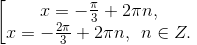 x = -π/3 + 2πn,
x = -2π/3 + 2πn, n ∈ Z.